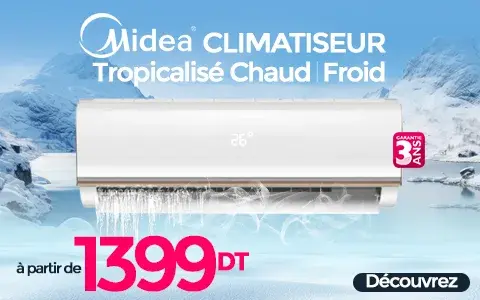 Midea® CLIMATISEUR
Tropicalisé Chaud | Froid
26°
GARANTIE
3 ANS
à partir de 1399DT
Découvrez